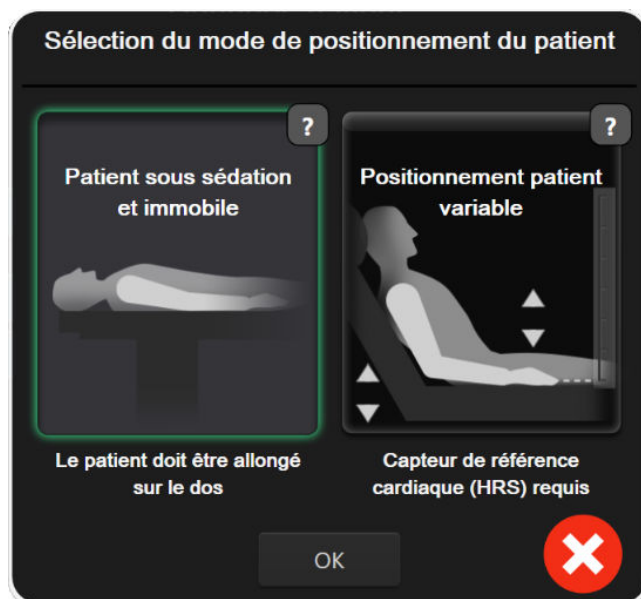 Sélection du mode de positionnement du patient
?
?
Patient sous sédation
et immobile
Positionnement patient
variable
Le patient doit être allongé
sur le dos
Capteur de référence
cardiaque (HRS) requis
OK